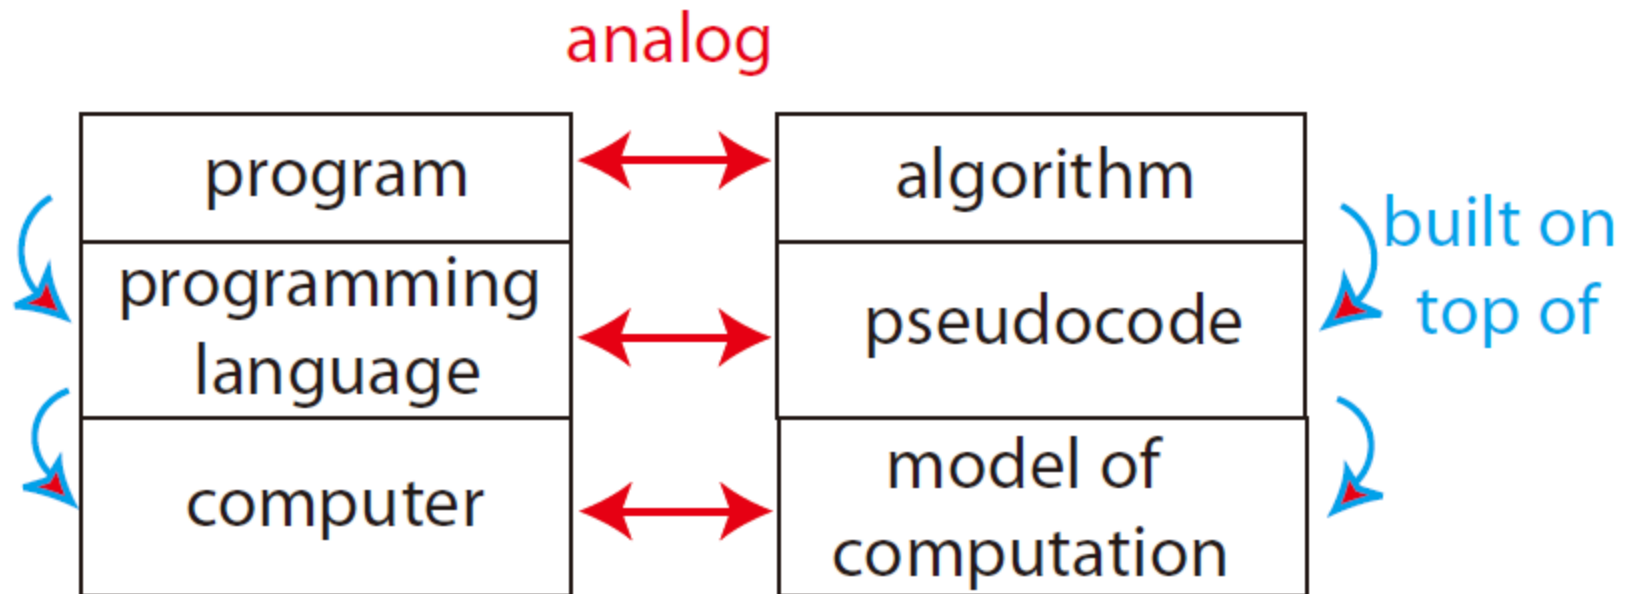 analog
program
algorithm
programming
language
pseudocode
built on
top of
computer
model of
computation